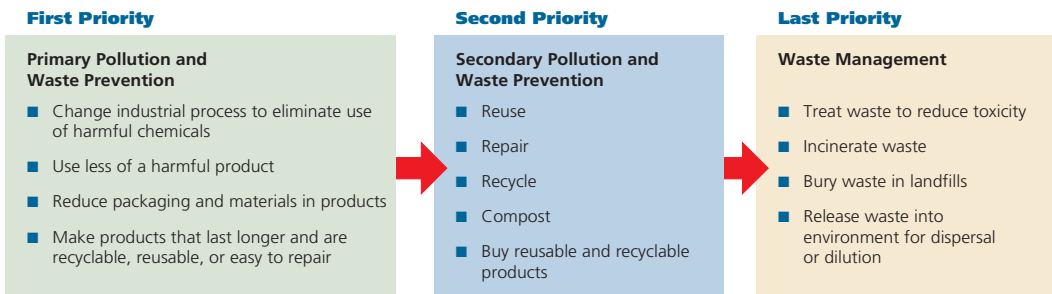 First Priority
Primary Pollution and
Waste Prevention
■ Change industrial process to eliminate use
of harmful chemicals
■ Use less of a harmful product
■ Reduce packaging and materials in products
■ Make products that last longer and are
recyclable, reusable, or easy to repair
Second Priority
Secondary Pollution and
Waste Prevention
■ Reuse
■ Repair
■ Recycle
■ Compost
■ Buy reusable and recyclable
products
Last Priority
Waste Management
■ Treat waste to reduce toxicity
■ Incinerate waste
■ Bury waste in landfills
■ Release waste into
environment for dispersal
or dilution